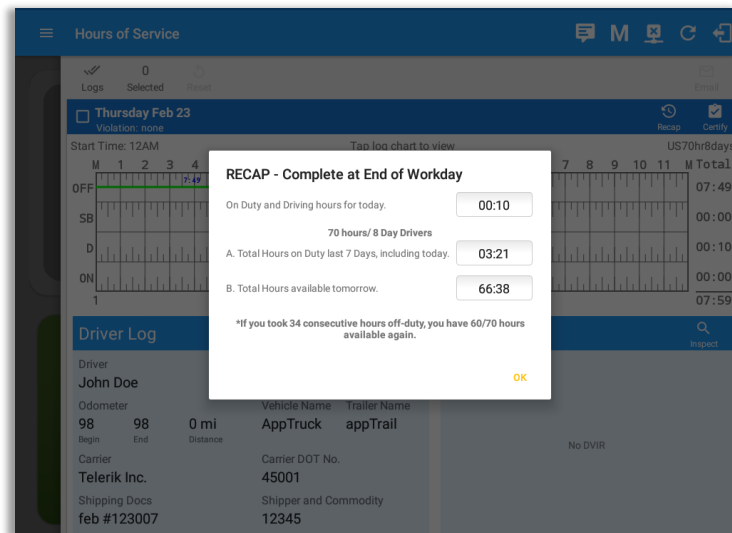 Hours of Service
M
Logs
0
Selected
Reset
Email
Thursday Feb 23
Violation: none
Recap
Certify
Start Time: 12AM
Tap log chart to view
US70hr8days
M 1 2 3 4 7 8 9 10 11 M Total
OFF 7:49 07:49
SB 00:00
D 00:10
ON 00:00
1 07:59
RECAP - Complete at End of Workday
On Duty and Driving hours for today. 00:10
70 hours/ 8 Day Drivers
A. Total Hours on Duty last 7 Days, including today. 03:21
B. Total Hours available tomorrow. 66:38
*If you took 34 consecutive hours off-duty, you have 60/70 hours
available again.
OK
Driver Log
Inspect
Driver
John Doe
Odometer
Vehicle Name Trailer Name
98 98 0 mi
AppTruck appTrail
Begin End Distance
No DVIR
Carrier
Carrier DOT No.
Telerik Inc.
45001
Shipping Docs
Shipper and Commodity
feb #123007
12345